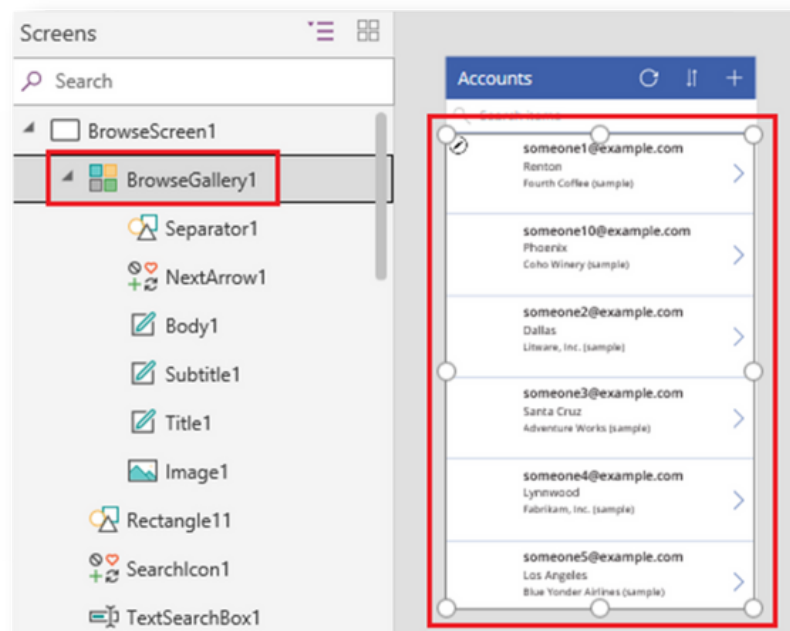 Screens
Search
BrowseScreen1
BrowseGallery1
Separator1
NextArrow1
Body1
Subtitle1
Title1
Image1
Rectangle11
SearchIcon1
TextSearchBox1
Accounts
Search items
someone1@example.com
Renton
Fourth Coffee (sample)
someone10@example.com
Phoenix
Coho Winery (sample)
someone2@example.com
Dallas
Litware, Inc. (sample)
someone3@example.com
Santa Cruz
Adventure Works (sample)
someone4@example.com
Lynnwood
Fabrikam, Inc. (sample)
someone5@example.com
Los Angeles
Blue Yonder Airlines (sample)